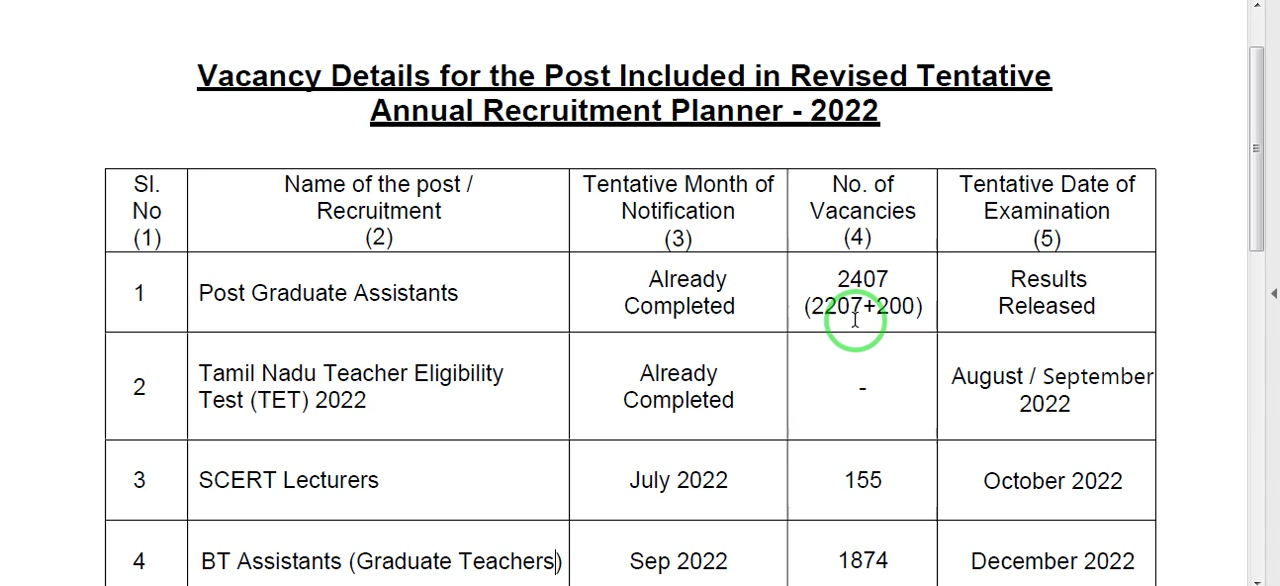 Vacancy Details for the Post Included in Revised Tentative
Annual Recruitment Planner - 2022
Sl.
No
(1)
Name of the post /
Recruitment
(2)
Tentative Month of
Notification
(3)
No. of
Vacancies
(4)
Tentative Date of
Examination
(5)
1
Post Graduate Assistants
Already
Completed
2407
(2207+200)
Results
Released
2
Tamil Nadu Teacher Eligibility
Test (TET) 2022
Already
Completed
-
August / September
2022
3
SCERT Lecturers
July 2022
155
October 2022
4
BT Assistants (Graduate Teachers)
Sep 2022
1874
December 2022